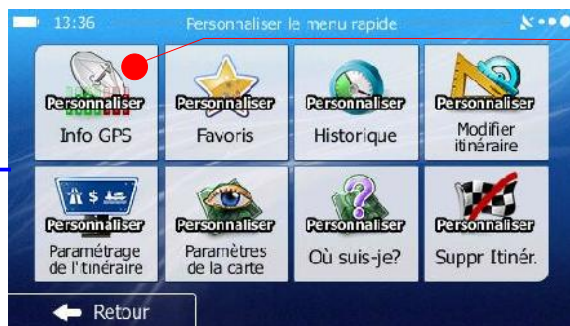 13:36 Personnaliser le menu rapide
Personnaliser Personnaliser Personnaliser Personnaliser
Info GPS Favoris Historique Modifier itinéraire
Personnaliser Personnaliser Personnaliser Personnaliser
Paramétrage de l'itinéraire Paramètres de la carte Où suis-je? Suppr Itinér.
Retour